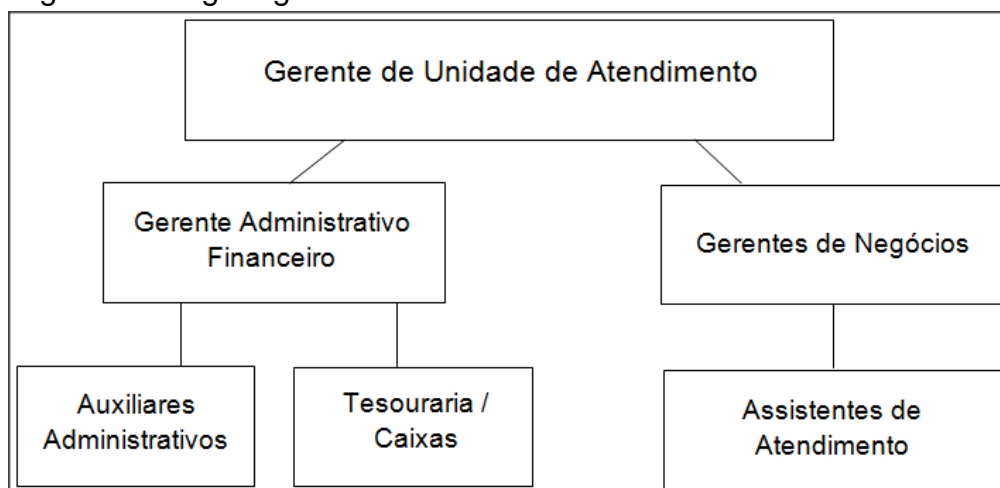 Gerente de Unidade de Atendimento
Gerente Administrativo
Financeiro
Gerentes de Negócios
Auxiliares
Administrativos
Tesouraria /
Caixas
Assistentes de
Atendimento